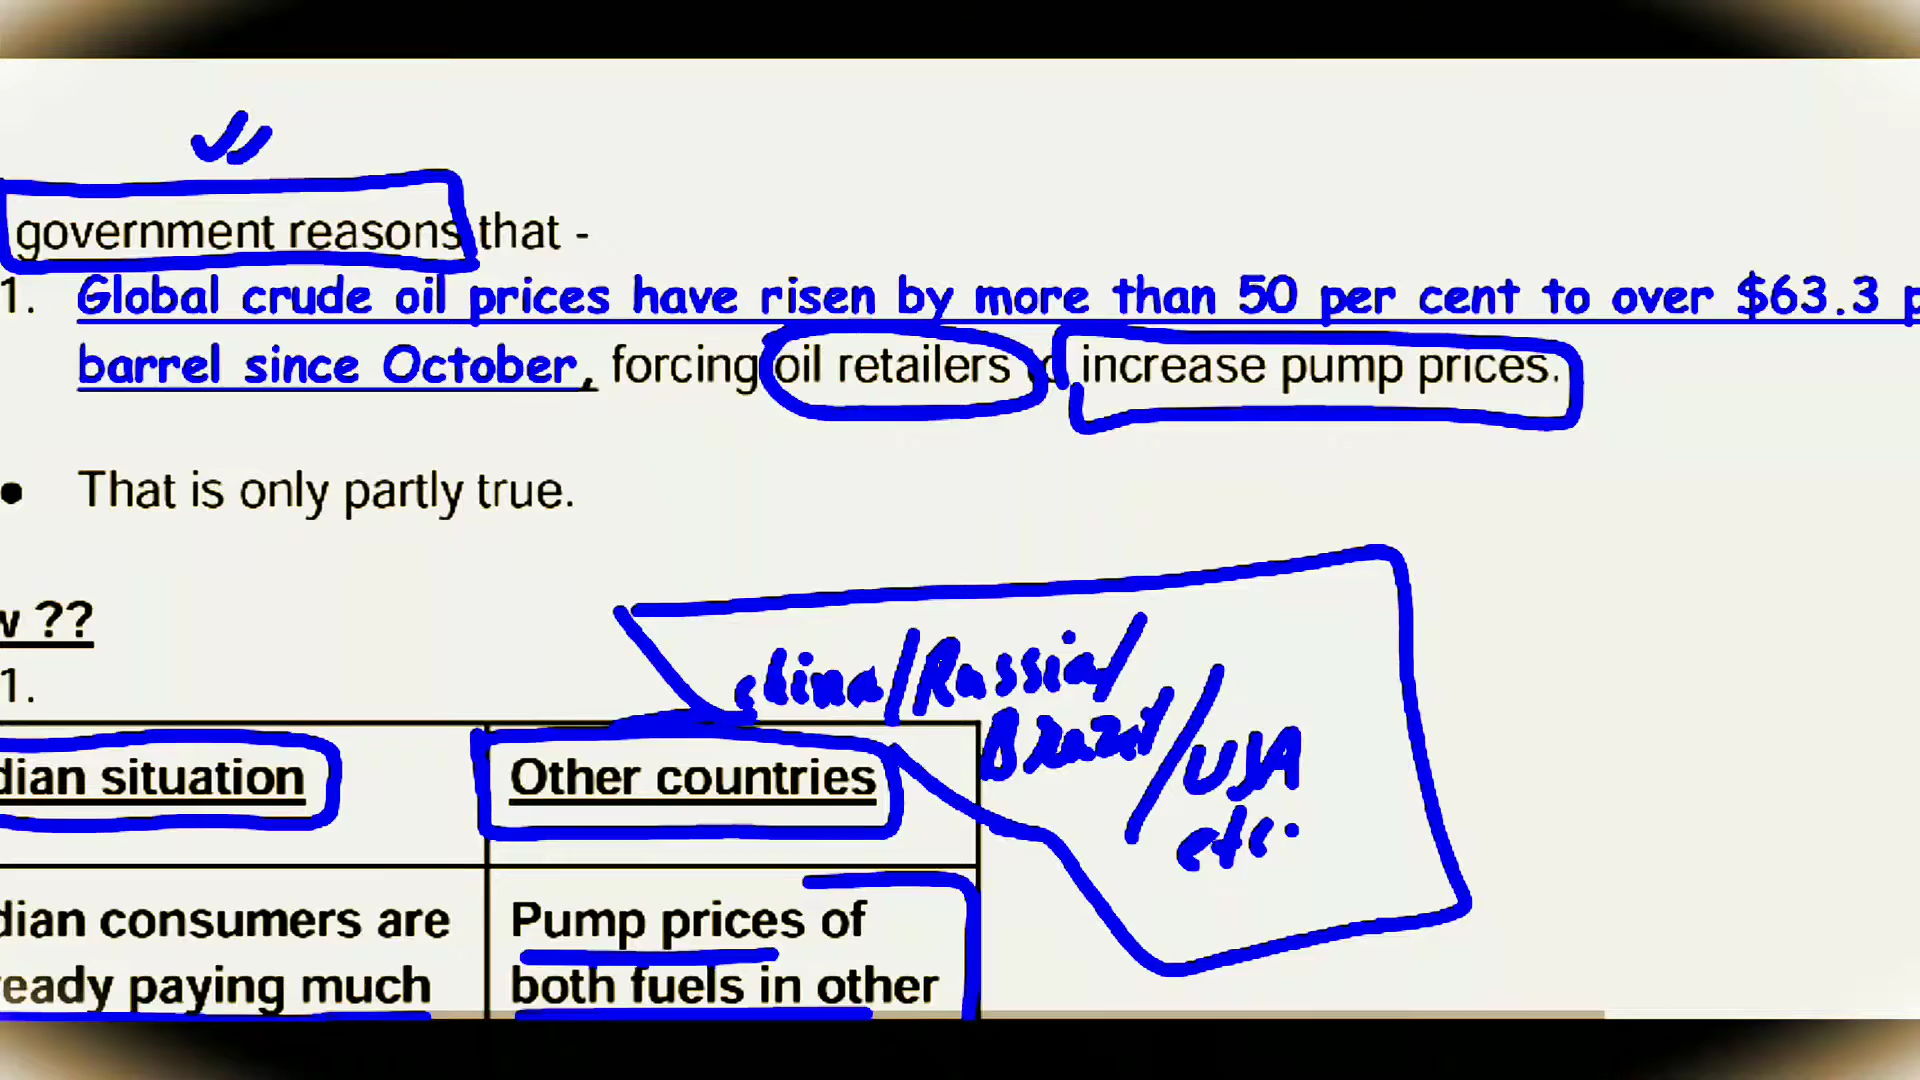 government reasons that -
1. Global crude oil prices have risen by more than 50 per cent to over $63.3 p
barrel since October, forcing oil retailers to increase pump prices.
• That is only partly true.
w ??
1.
china/Russia/
Brazil/USA
etc.
dian situation
Other countries
dian consumers are
ready paying much
Pump prices of
both fuels in other